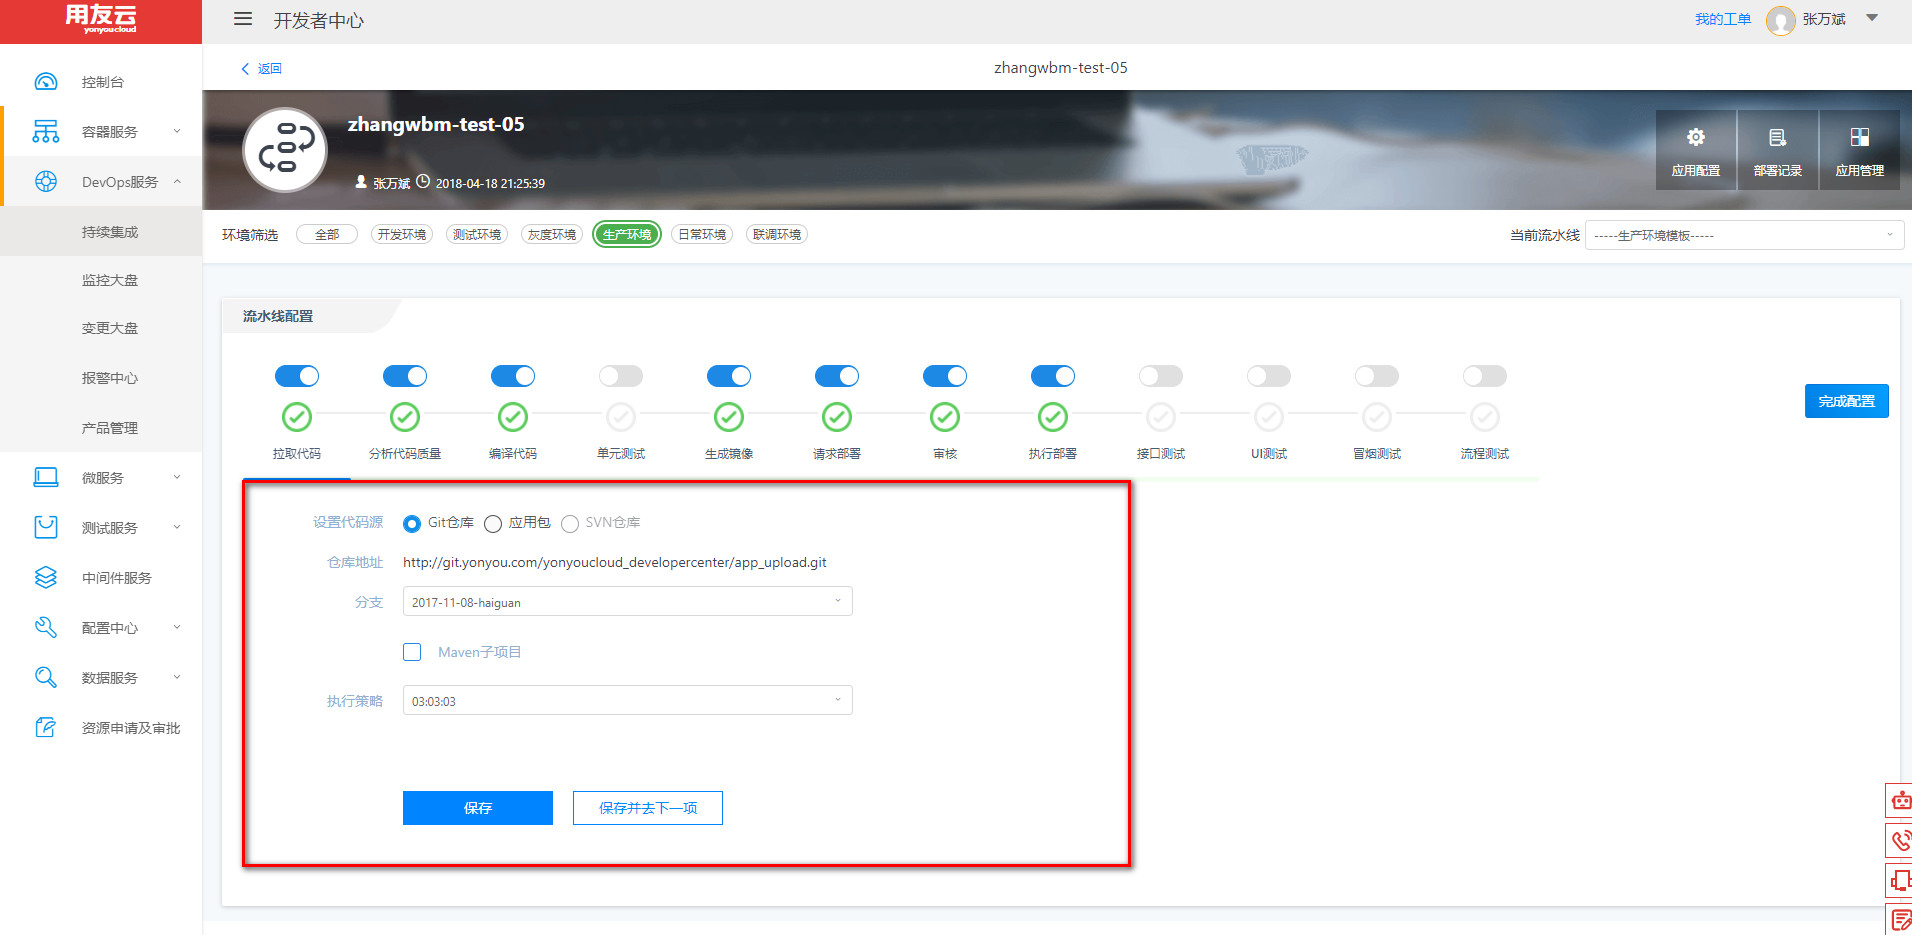 用友云
yonyoucloud
开发者中心
我的工单
张万斌
控制台
容器服务
DevOps服务
持续集成
监控大盘
变更大盘
报警中心
产品管理
微服务
测试服务
中间件服务
配置中心
数据服务
资源申请及审批
返回
zhangwbm-test-05
zhangwbm-test-05
张万斌 2018-04-18 21:25:39
应用配置 部署记录 应用管理
环境筛选 全部 开发环境 测试环境 灰度环境 生产环境 日常环境 联调环境
当前流水线 -----生产环境模板-----
流水线配置
拉取代码 分析代码质量 编译代码 单元测试 生成镜像 请求部署 审核 执行部署 接口测试 UI测试 冒烟测试 流程测试
完成配置
设置代码源 Git仓库 应用包 SVN仓库
仓库地址 http://git.yonyou.com/yonyoucloud_developercenter/app_upload.git
分支 2017-11-08-haiguan
Maven子项目
执行策略 03:03:03
保存 保存并去下一项